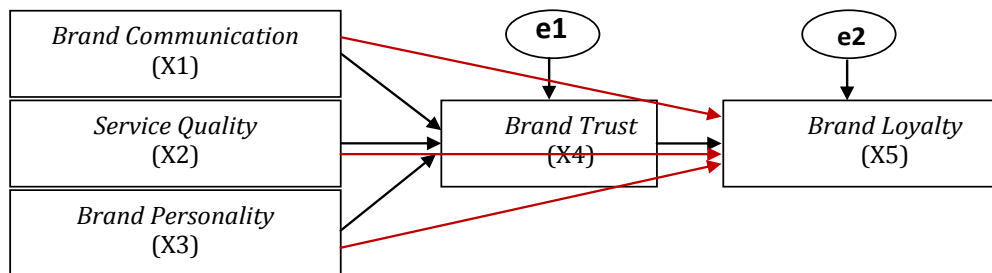 Brand Communication
(X1)
e1
e2
Service Quality
(X2)
Brand Trust
(X4)
Brand Loyalty
(X5)
Brand Personality
(X3)